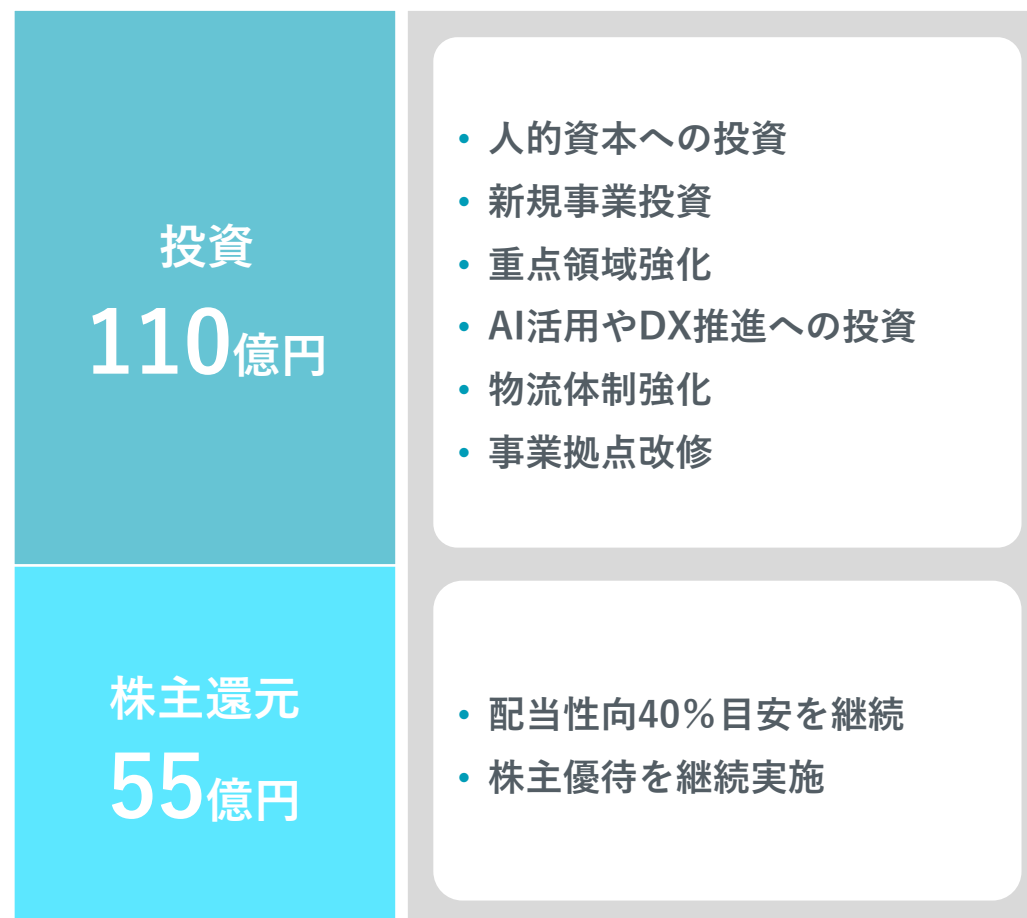 投資
110億円
• 人的資本への投資
• 新規事業投資
• 重点領域強化
• AI活用やDX推進への投資
• 物流体制強化
• 事業拠点改修
株主還元
55億円
• 配当性向40%目安を継続
• 株主優待を継続実施